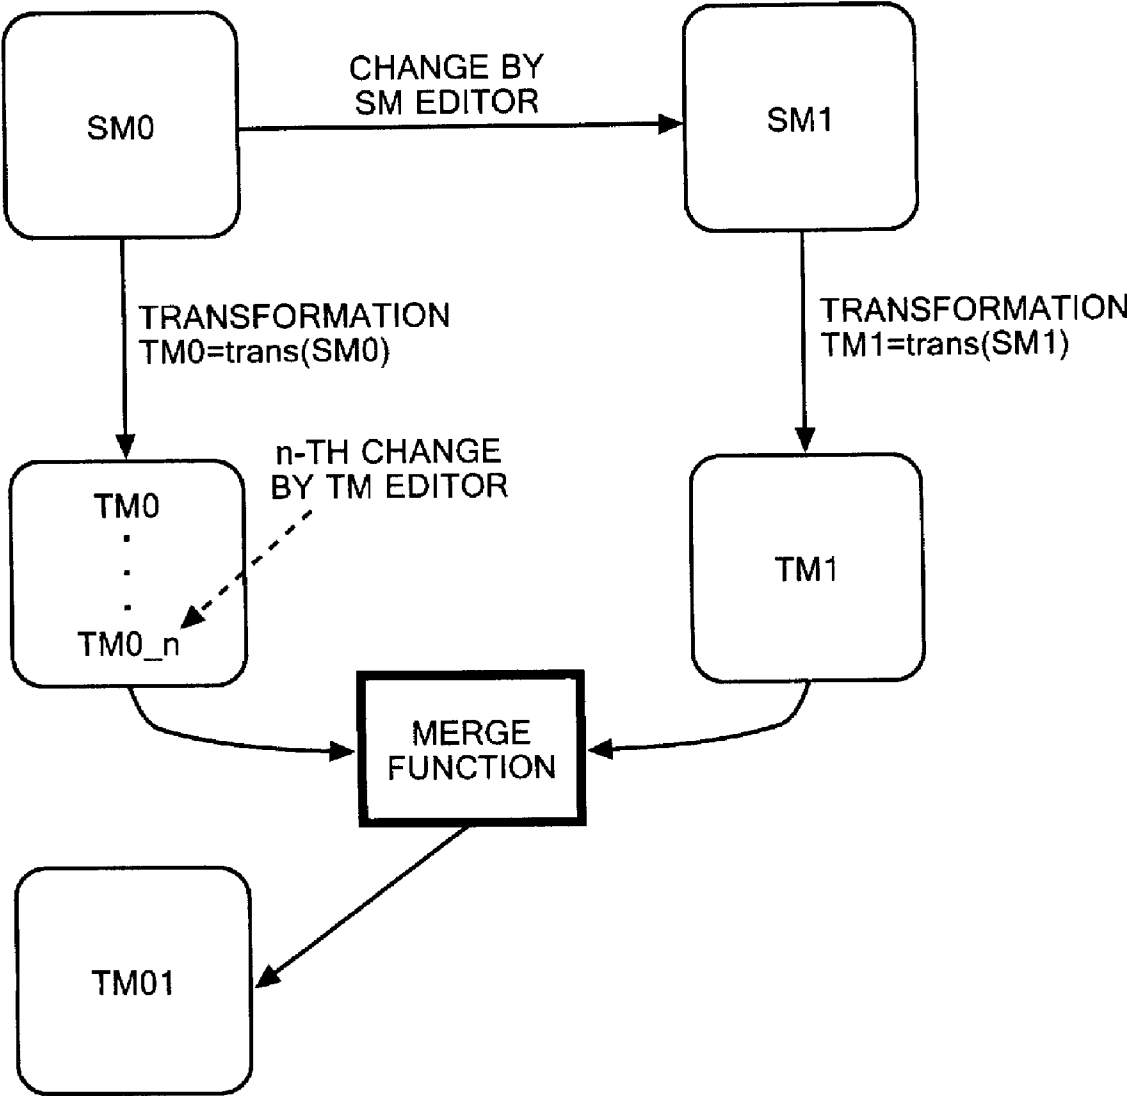 CHANGE BY
SM EDITOR
SM0
SM1
TRANSFORMATION
TM0=trans(SM0)
TRANSFORMATION
TM1=trans(SM1)
n-TH CHANGE
BY TM EDITOR
TM0
.
.
.
TM0_n
TM1
MERGE
FUNCTION
TM01